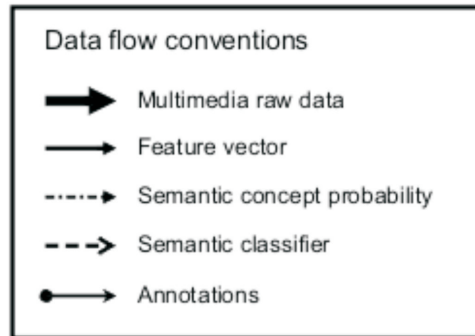 Data flow conventions
Multimedia raw data
Feature vector
Semantic concept probability
Semantic classifier
Annotations